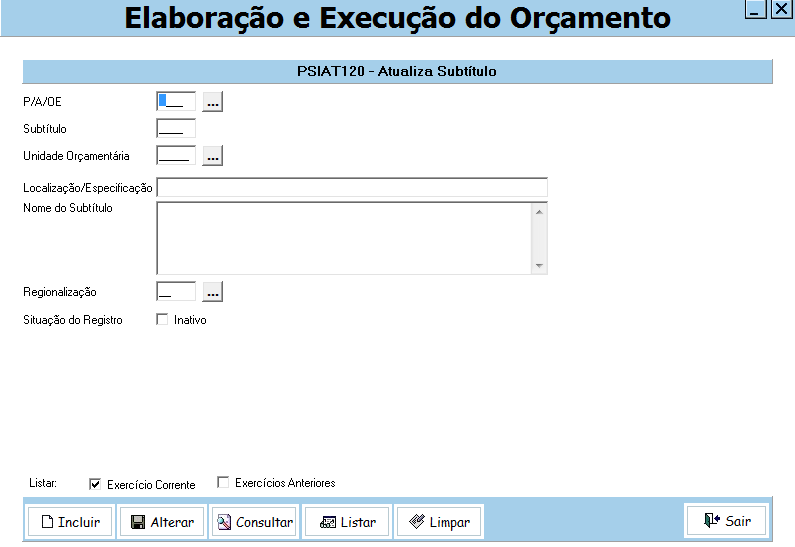 Elaboração e Execução do Orçamento
PSIAT120 - Atualiza Subtítulo
P/A/OE ...
Subtítulo
Unidade Orçamentária ...
Localização/Especificação
Nome do Subtítulo
Regionalização ...
Situação do Registro Inativo
Listar: Exercício Corrente Exercícios Anteriores
Incluir Alterar Consultar Listar Limpar Sair